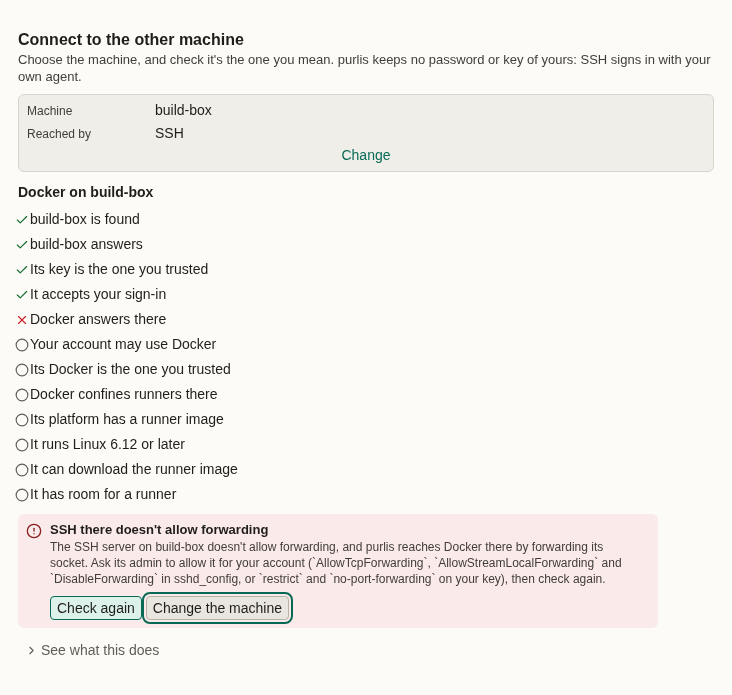 Connect to the other machine
Choose the machine, and check it's the one you mean. purlis keeps no password or key of yours: SSH signs in with your
own agent.
Machine build-box
Reached by SSH
Change
Docker on build-box
build-box is found
build-box answers
Its key is the one you trusted
It accepts your sign-in
Docker answers there
Your account may use Docker
Its Docker is the one you trusted
Docker confines runners there
Its platform has a runner image
It runs Linux 6.12 or later
It can download the runner image
It has room for a runner
SSH there doesn't allow forwarding
The SSH server on build-box doesn't allow forwarding, and purlis reaches Docker there by forwarding its
socket. Ask its admin to allow it for your account (`AllowTcpForwarding`, `AllowStreamLocalForwarding` and
`DisableForwarding` in sshd_config, or `restrict` and `no-port-forwarding` on your key), then check again.
Check again Change the machine
See what this does